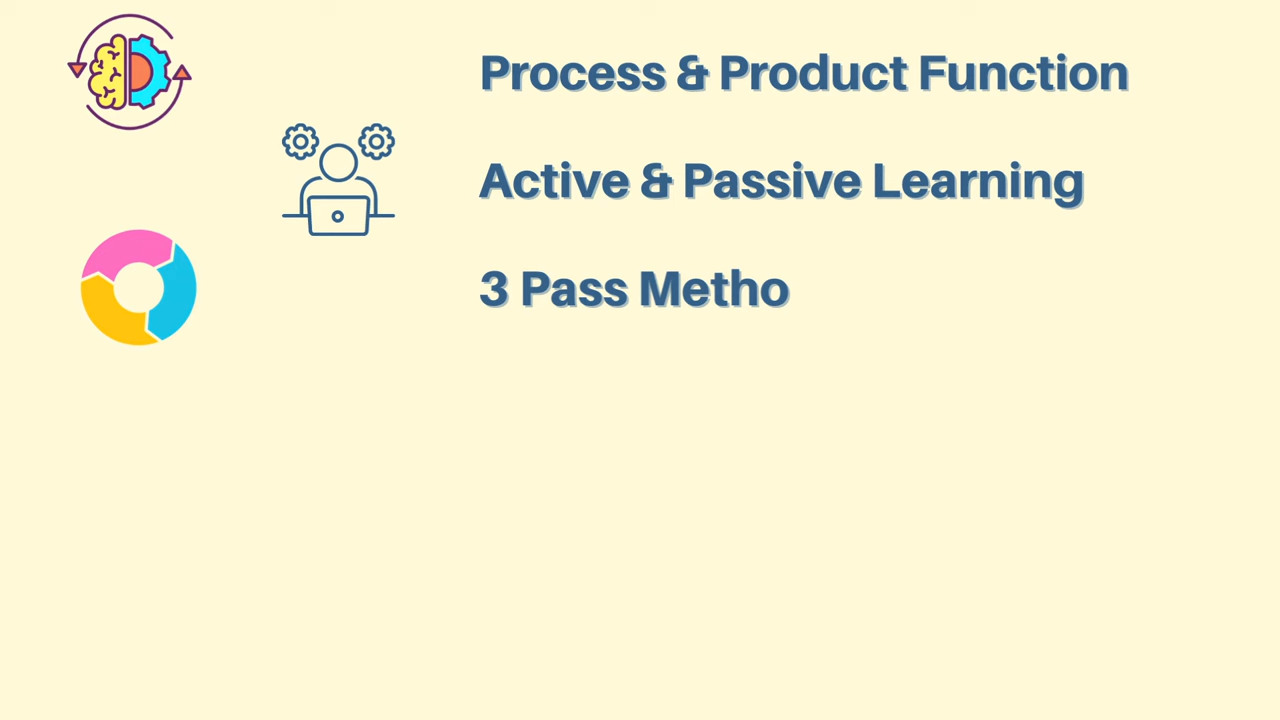 Process & Product Function
Active & Passive Learning
3 Pass Metho